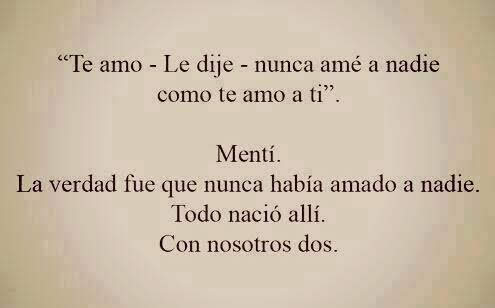 “Te amo - Le dije - nunca amé a nadie
como te amo a ti”.
Mentí.
La verdad fue que nunca había amado a nadie.
Todo nació allí.
Con nosotros dos.